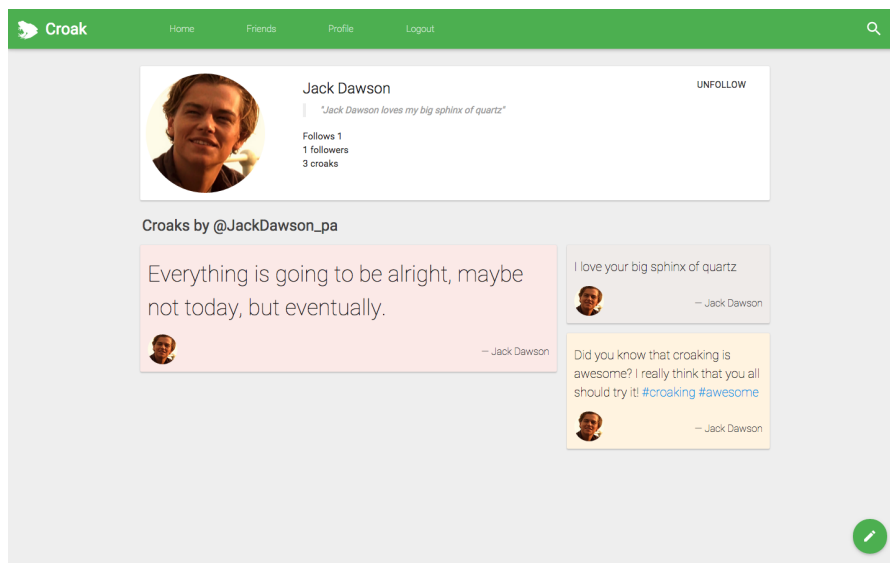 Croak
Home
Friends
Profile
Logout
Jack Dawson
UNFOLLOW
"Jack Dawson loves my big sphinx of quartz"
Follows 1
1 followers
3 croaks
Croaks by @JackDawson_pa
Everything is going to be alright, maybe
not today, but eventually.
— Jack Dawson
I love your big sphinx of quartz
— Jack Dawson
Did you know that croaking is
awesome? I really think that you all
should try it! #croaking #awesome
— Jack Dawson